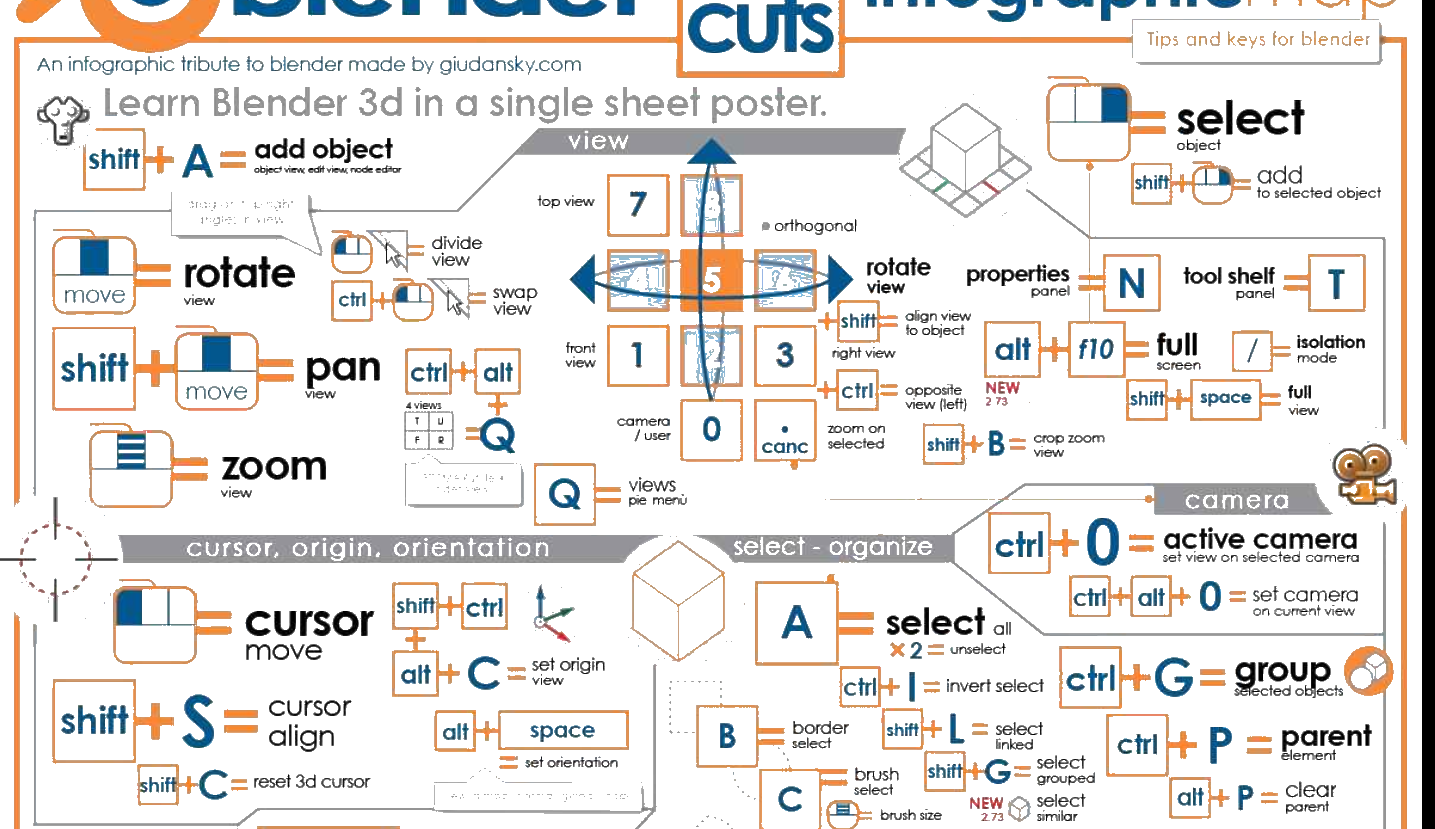 blender
cuts
infographic map
Tips and keys for blender
An infographic tribute to blender made by giudansky.com
Learn Blender 3d in a single sheet poster.
shift + A = add object
object view, edit view, node editor
view
top view
7
orthogonal
5
rotate view
shift = align view to object
right view
front view
1
3
ctrl = opposite view (left)
camera / user
0
. canc
zoom on selected
select
object
shift + = add
to selected object
move = rotate
view
divide view
ctrl + = swap view
shift + move = pan
view
ctrl + alt + Q =
4 views
T U
F R
zoom
view
Q = views
pie menù
properties panel = N
tool shelf panel = T
alt + f10 = full screen
NEW 2.73
/ = isolation mode
shift + space = full view
shift + B = crop zoom view
camera
ctrl + 0 = active camera
set view on selected camera
ctrl + alt + 0 = set camera
on current view
cursor, origin, orientation
cursor
move
shift + ctrl +
alt + C = set origin view
shift + S = cursor align
alt + space
= set orientation
shift + C = reset 3d cursor
select - organize
A = select all
× 2 = unselect
ctrl + I = invert select
B = border select
shift + L = select linked
C = brush select
= brush size
shift + G = select grouped
NEW 2.73
select similar
ctrl + G = group
selected objects
ctrl + P = parent
element
alt + P = clear parent